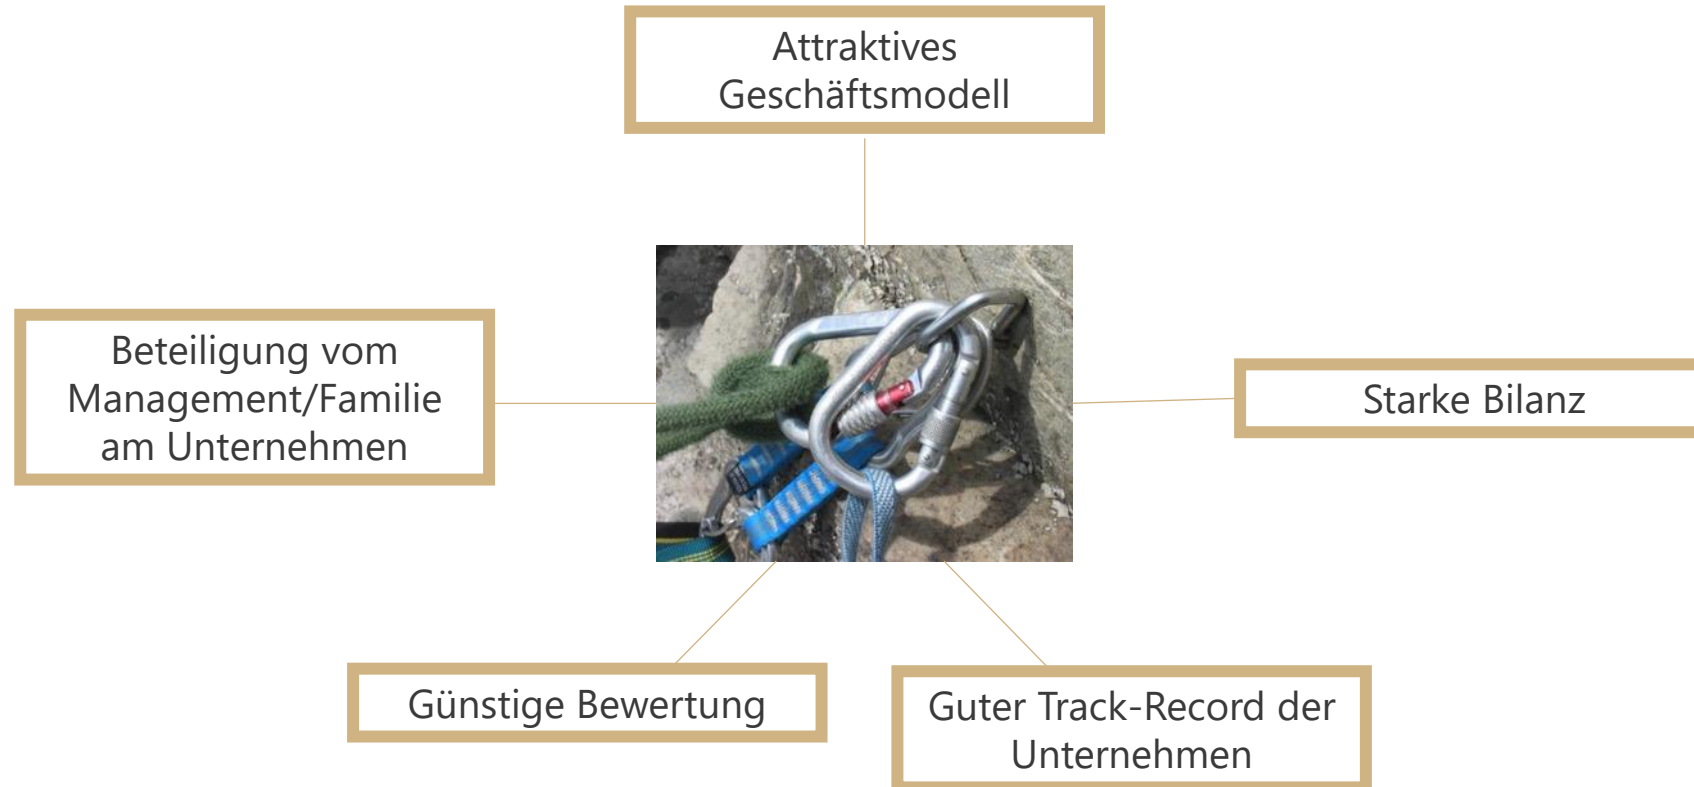 Attraktives
Geschäftsmodell
Beteiligung vom
Management/Familie
am Unternehmen
Starke Bilanz
Günstige Bewertung
Guter Track-Record der
Unternehmen